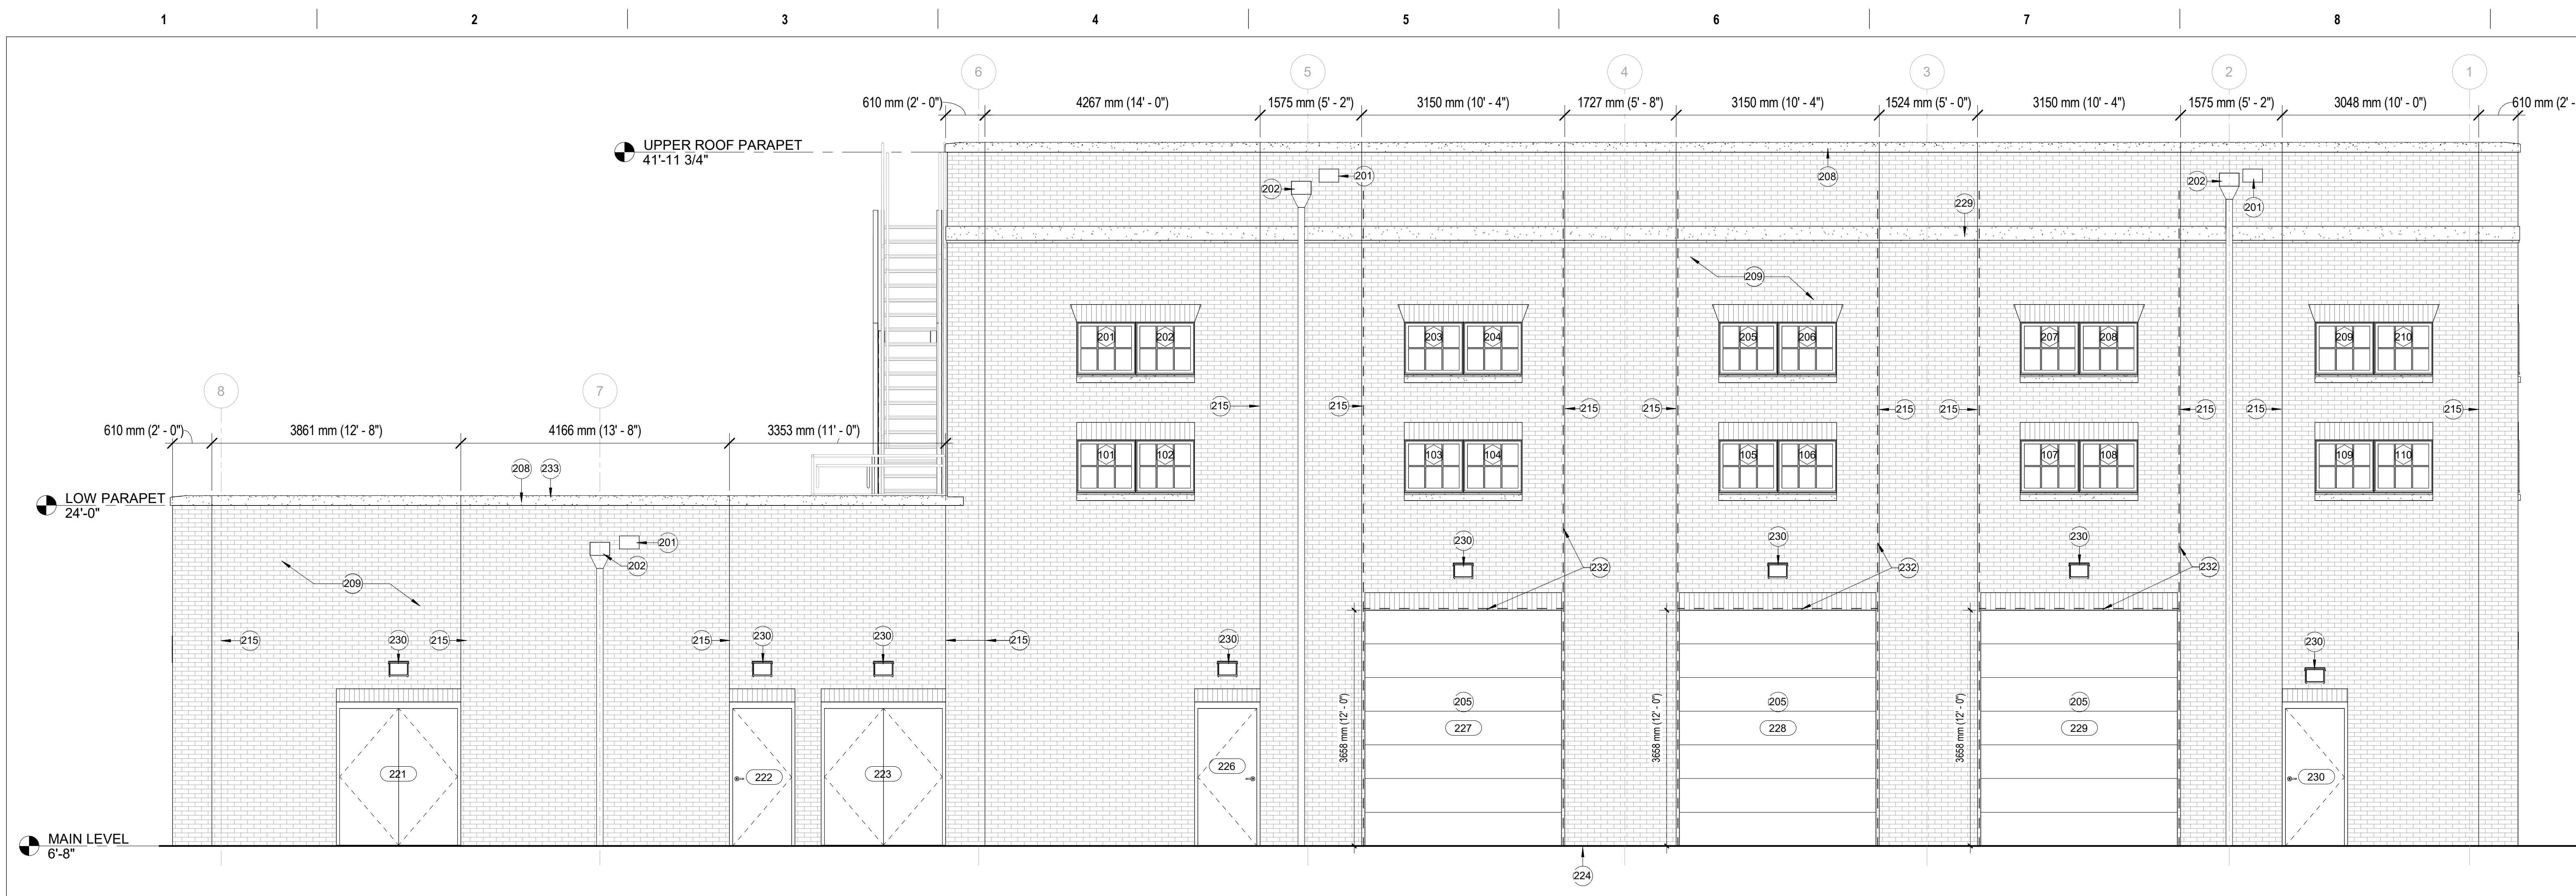 1 2 3 4 5 6 7 8
6 5 4 3 2 1
610 mm (2' - 0") 4267 mm (14' - 0") 1575 mm (5' - 2") 3150 mm (10' - 4") 1727 mm (5' - 8") 3150 mm (10' - 4") 1524 mm (5' - 0") 3150 mm (10' - 4") 1575 mm (5' - 2") 3048 mm (10' - 0") 610 mm (2' -
UPPER ROOF PARAPET
41'-11 3/4"
202 201 208 202 201
229
209
201 202 203 204 205 206 207 208 209 210
8 7
215 215 215 215 215 215 215 215 215
610 mm (2' - 0") 3861 mm (12' - 8") 4166 mm (13' - 8") 3353 mm (11' - 0")
101 102 103 104 105 106 107 108 109 110
208 233
LOW PARAPET
24'-0"
201
202
230 230 230
232 232 232
209
215 215 215 215
230 230 230 230 230
3658 mm (12' - 0") 3658 mm (12' - 0") 3658 mm (12' - 0")
205 205 205
227 228 229
221 222 223 226 230
MAIN LEVEL
6'-8"
224